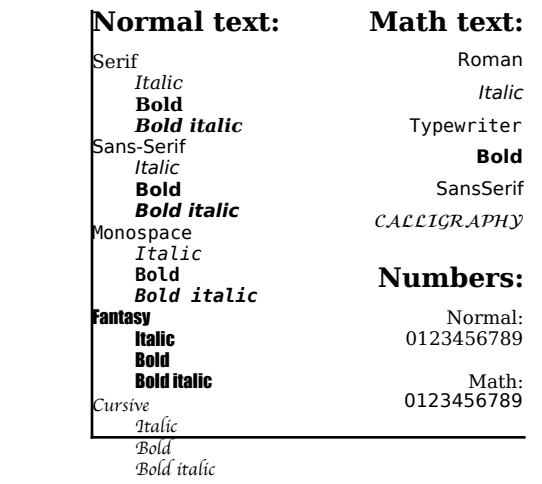 Normal text:
Serif
Italic
Bold
Bold italic
Sans-Serif
Italic
Bold
Bold italic
Monospace
Italic
Bold
Bold italic
Fantasy
Italic
Bold
Bold italic
Cursive
Italic
Bold
Bold italic
Math text:
Roman
Italic
Typewriter
Bold
SansSerif
CALLIGRAPHY
Numbers:
Normal:
0123456789
Math:
0123456789